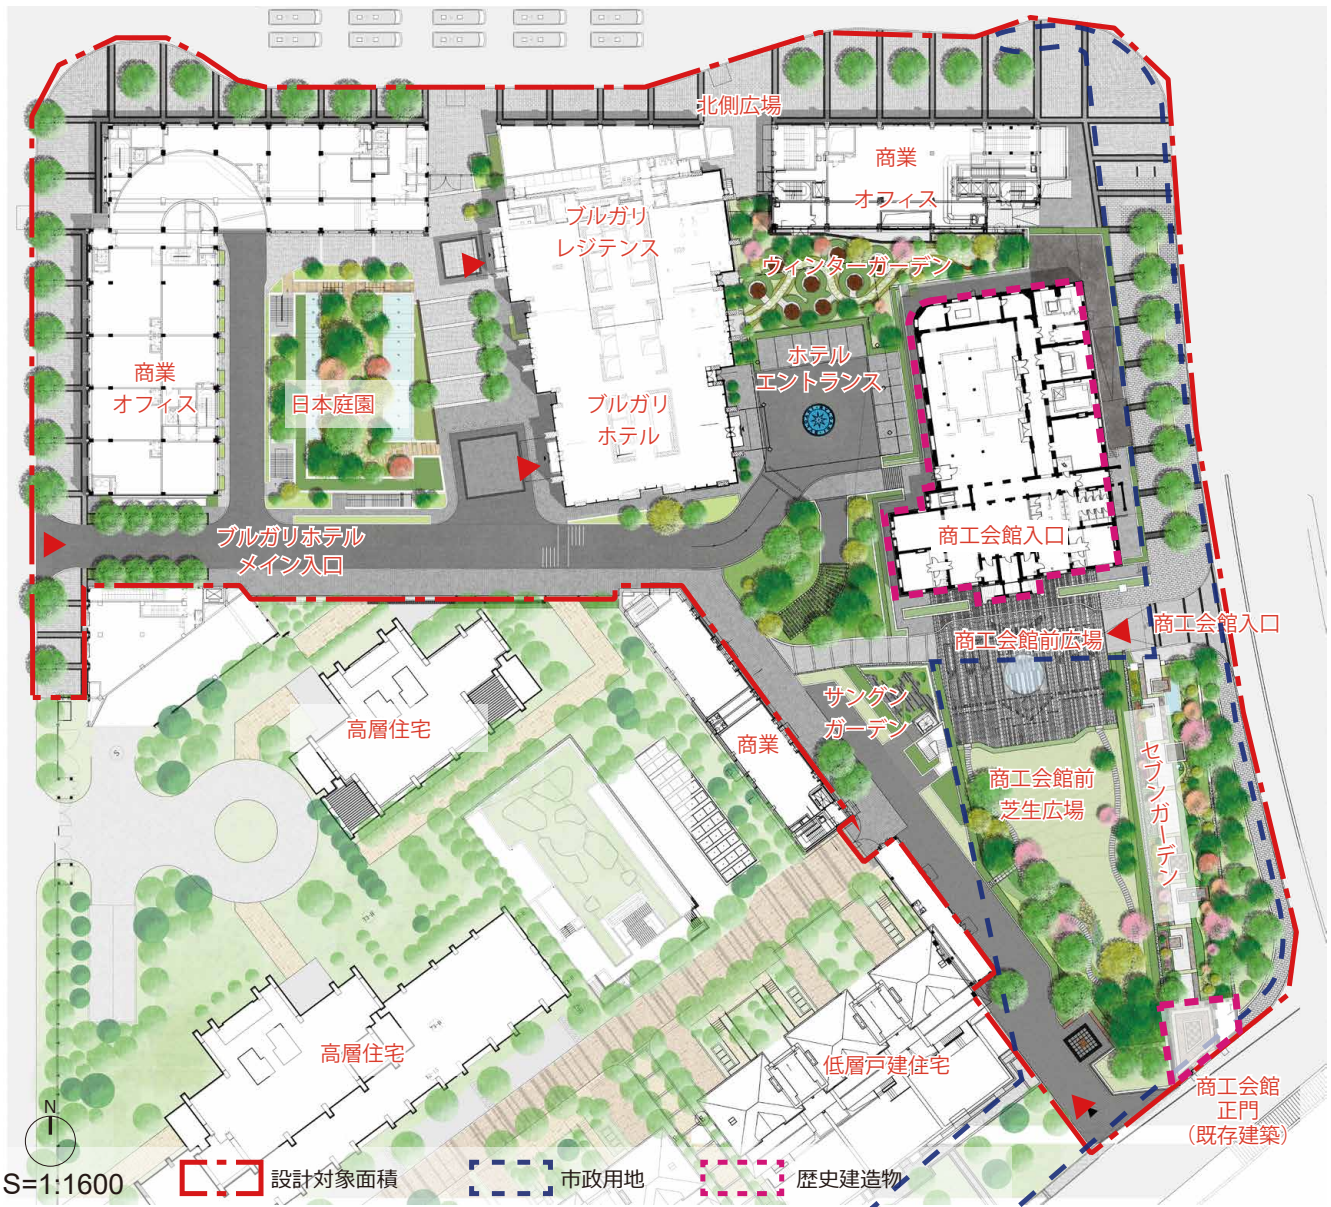 北側広場
商業
オフィス
ブルガリ
レジテンス
ウィンターガーデン
ホテル
エントランス
商業
オフィス
日本庭園
ブルガリ
ホテル
ブルガリホテル
メイン入口
商工会館入口
商工会館前広場
商工会館入口
サングン
ガーデン
高層住宅
商業
商工会館前
芝生広場
セブンガーデン
高層住宅
低層戸建住宅
商工会館
正門
(既存建築)
N
S=1:1600
設計対象面積
市政用地
歴史建造物